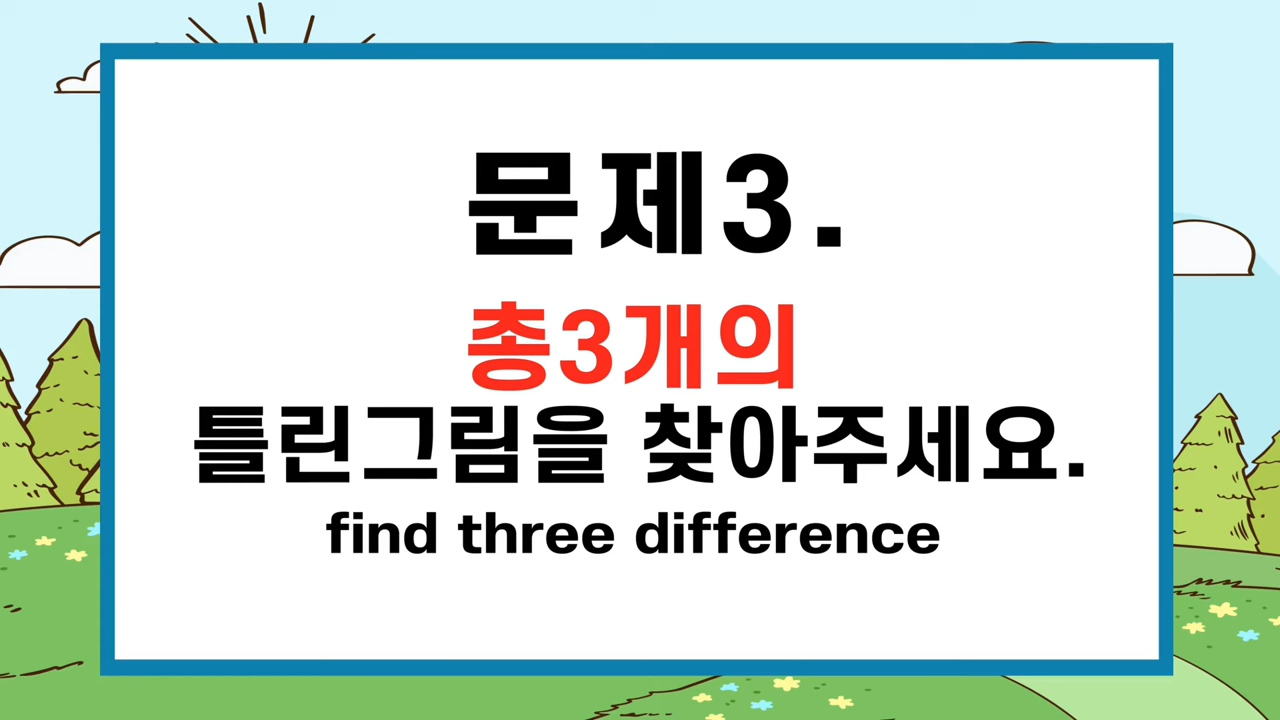 문제3.
총3개의
틀린그림을 찾아주세요.
find three difference